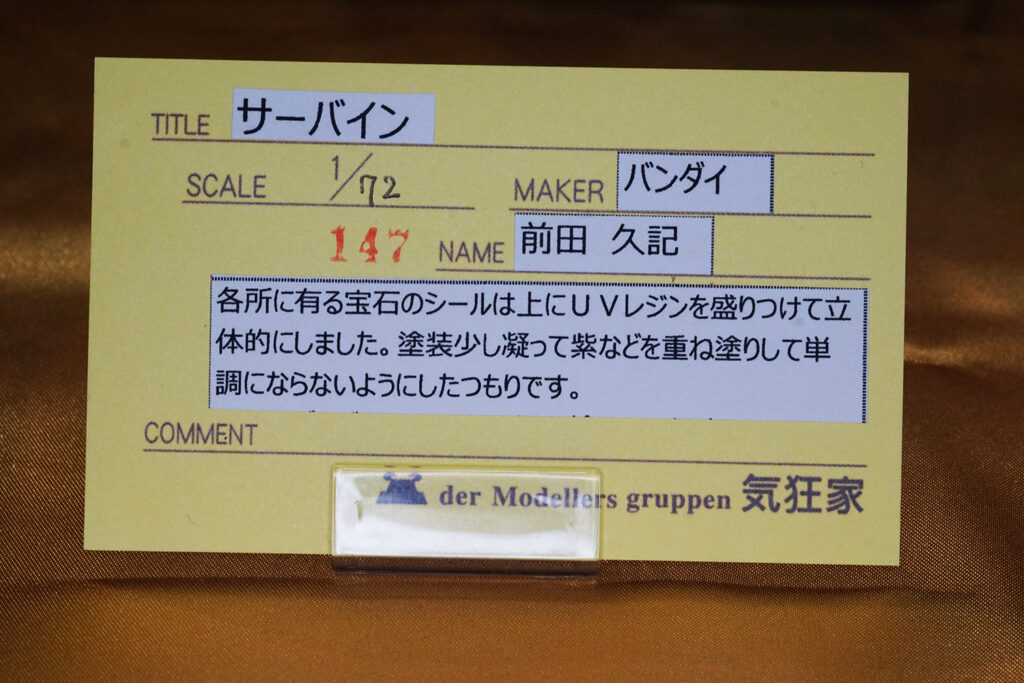 TITLE サーバイン
SCALE 1/72 MAKER バンダイ
147 NAME 前田 久記
各所に有る宝石のシールは上にＵＶレジンを盛りつけて立
体的にしました。塗装少し凝って紫などを重ね塗りして単
調にならないようにしたつもりです。
COMMENT
der Modellers gruppen 気狂家